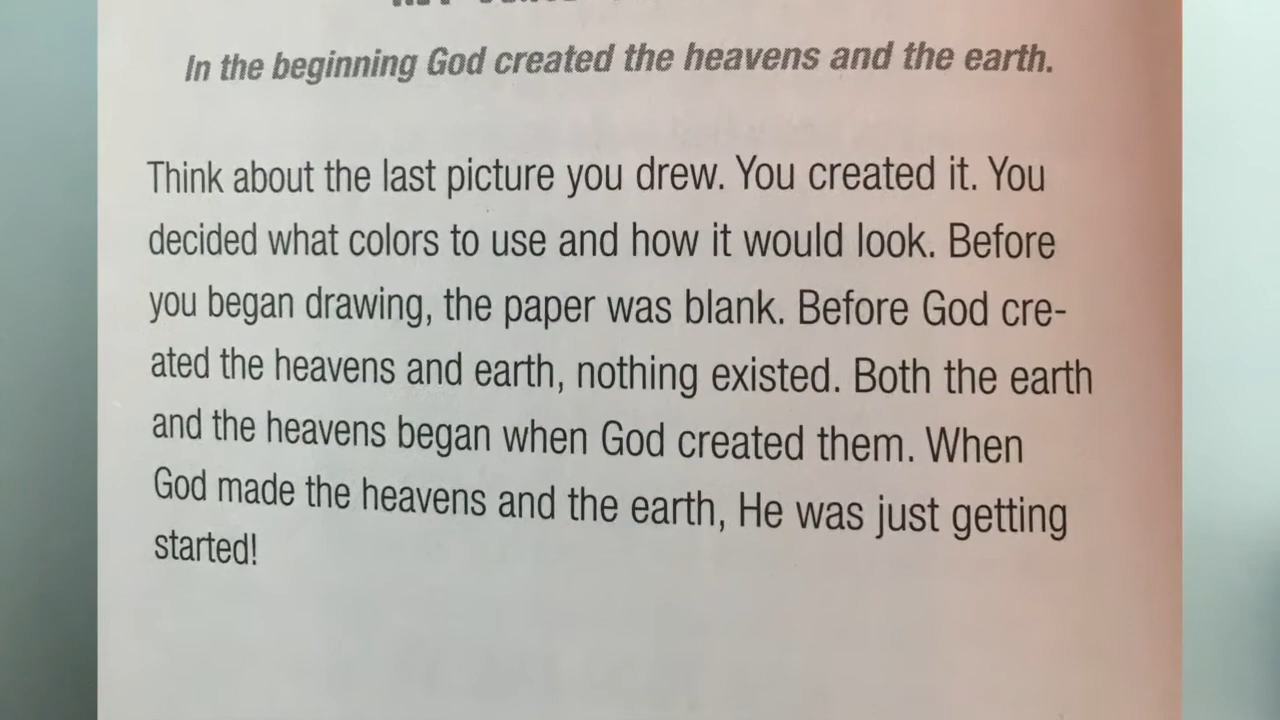 In the beginning God created the heavens and the earth.
Think about the last picture you drew. You created it. You
decided what colors to use and how it would look. Before
you began drawing, the paper was blank. Before God cre-
ated the heavens and earth, nothing existed. Both the earth
and the heavens began when God created them. When
God made the heavens and the earth, He was just getting
started!